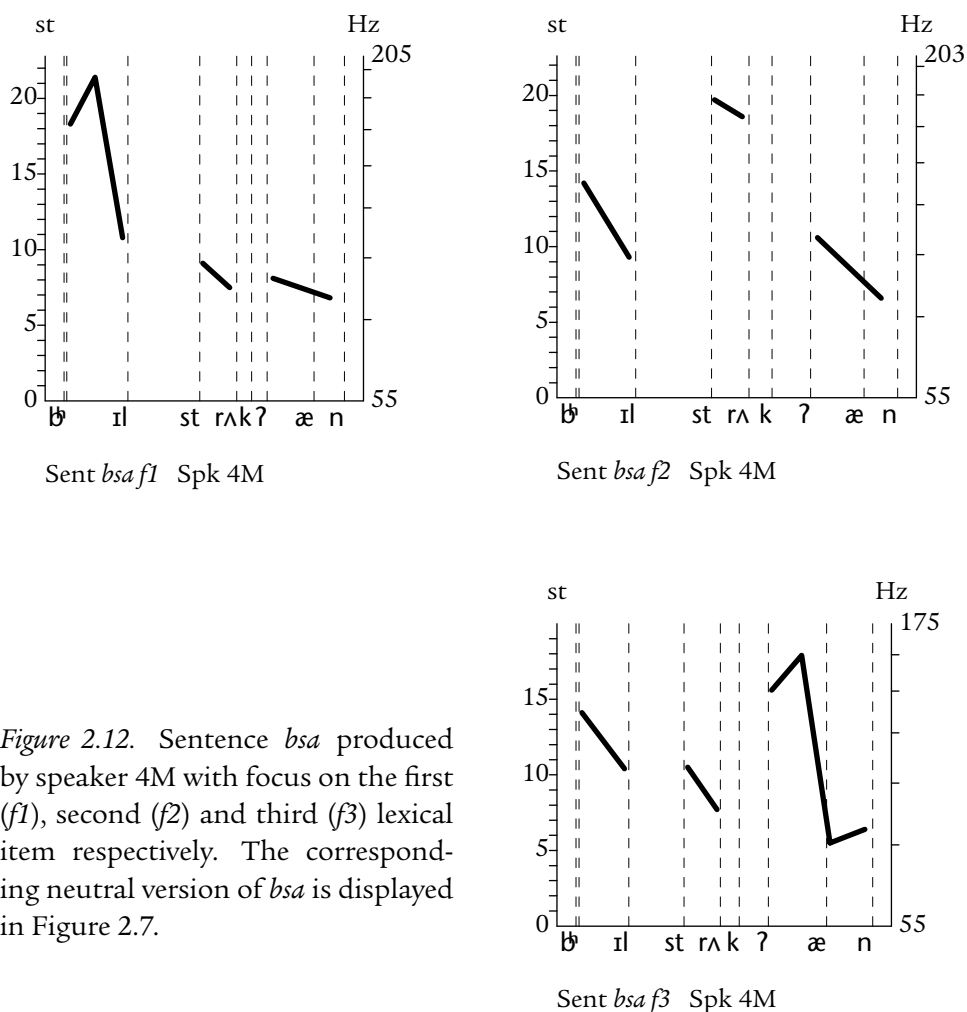 st Hz
205
20
15
10
5
0
55
bʰ ɪl st rʌ k ʔ æ n
Sent bsa f1 Spk 4M
st Hz
203
20
15
10
5
0
55
bʰ ɪl st rʌ k ʔ æ n
Sent bsa f2 Spk 4M
st Hz
175
15
10
5
0
55
bʰ ɪl st rʌ k ʔ æ n
Sent bsa f3 Spk 4M
Figure 2.12. Sentence bsa produced
by speaker 4M with focus on the first
(f1), second (f2) and third (f3) lexical
item respectively. The correspond-
ing neutral version of bsa is displayed
in Figure 2.7.